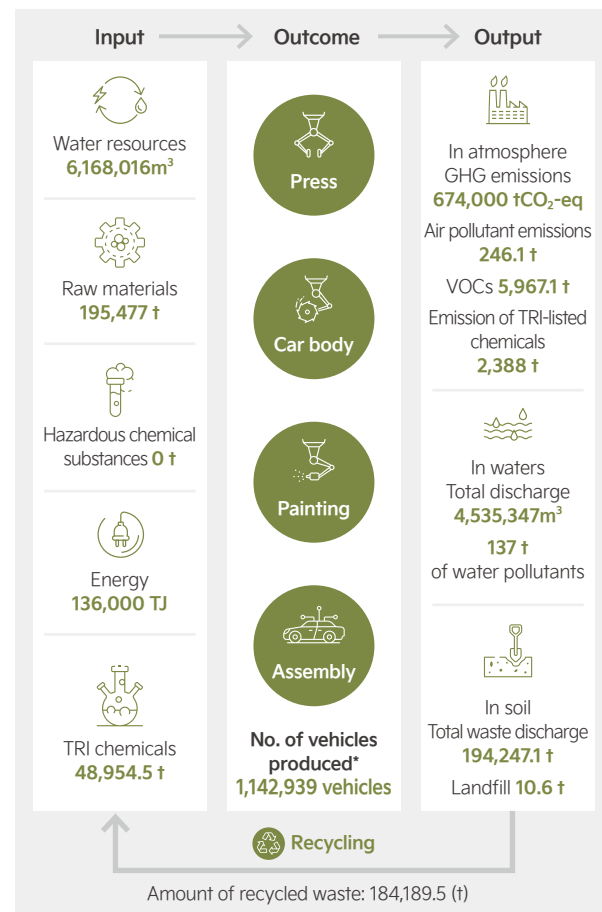 Input
Outcome
Output
Water resources
6,168,016m³
Raw materials
195,477 t
Hazardous chemical
substances 0 t
Energy
136,000 TJ
TRI chemicals
48,954.5 t
Press
Car body
Painting
Assembly
No. of vehicles
produced*
1,142,939 vehicles
In atmosphere
GHG emissions
674,000 tCO₂-eq
Air pollutant emissions
246.1 t
VOCs 5,967.1 t
Emission of TRI-listed
chemicals
2,388 t
In waters
Total discharge
4,535,347m³
137 t
of water pollutants
In soil
Total waste discharge
194,247.1 t
Landfill 10.6 t
Recycling
Amount of recycled waste: 184,189.5 (t)